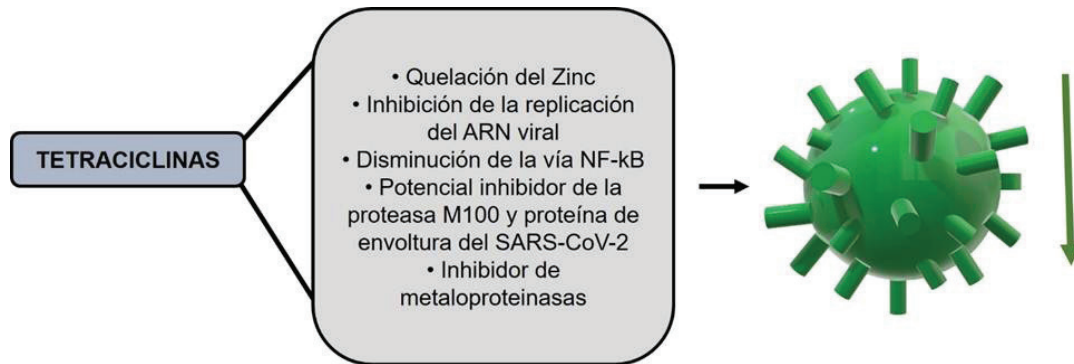 TETRACICLINAS
• Quelación del Zinc
• Inhibición de la replicación
del ARN viral
• Disminución de la vía NF-kB
• Potencial inhibidor de la
proteasa M100 y proteína de
envoltura del SARS-CoV-2
• Inhibidor de
metaloproteinasas